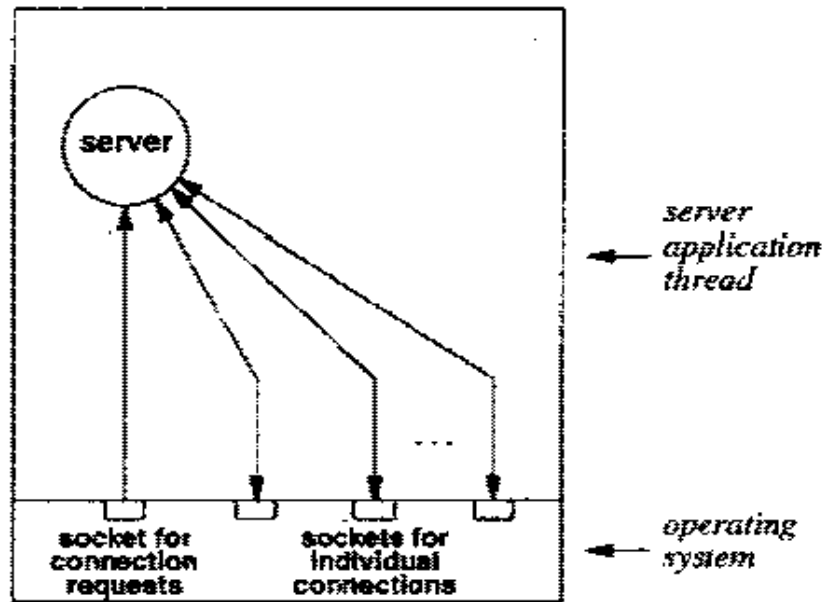 server
server
application
thread
. . .
socket for
connection
requests
sockets for
individual
connections
operating
system